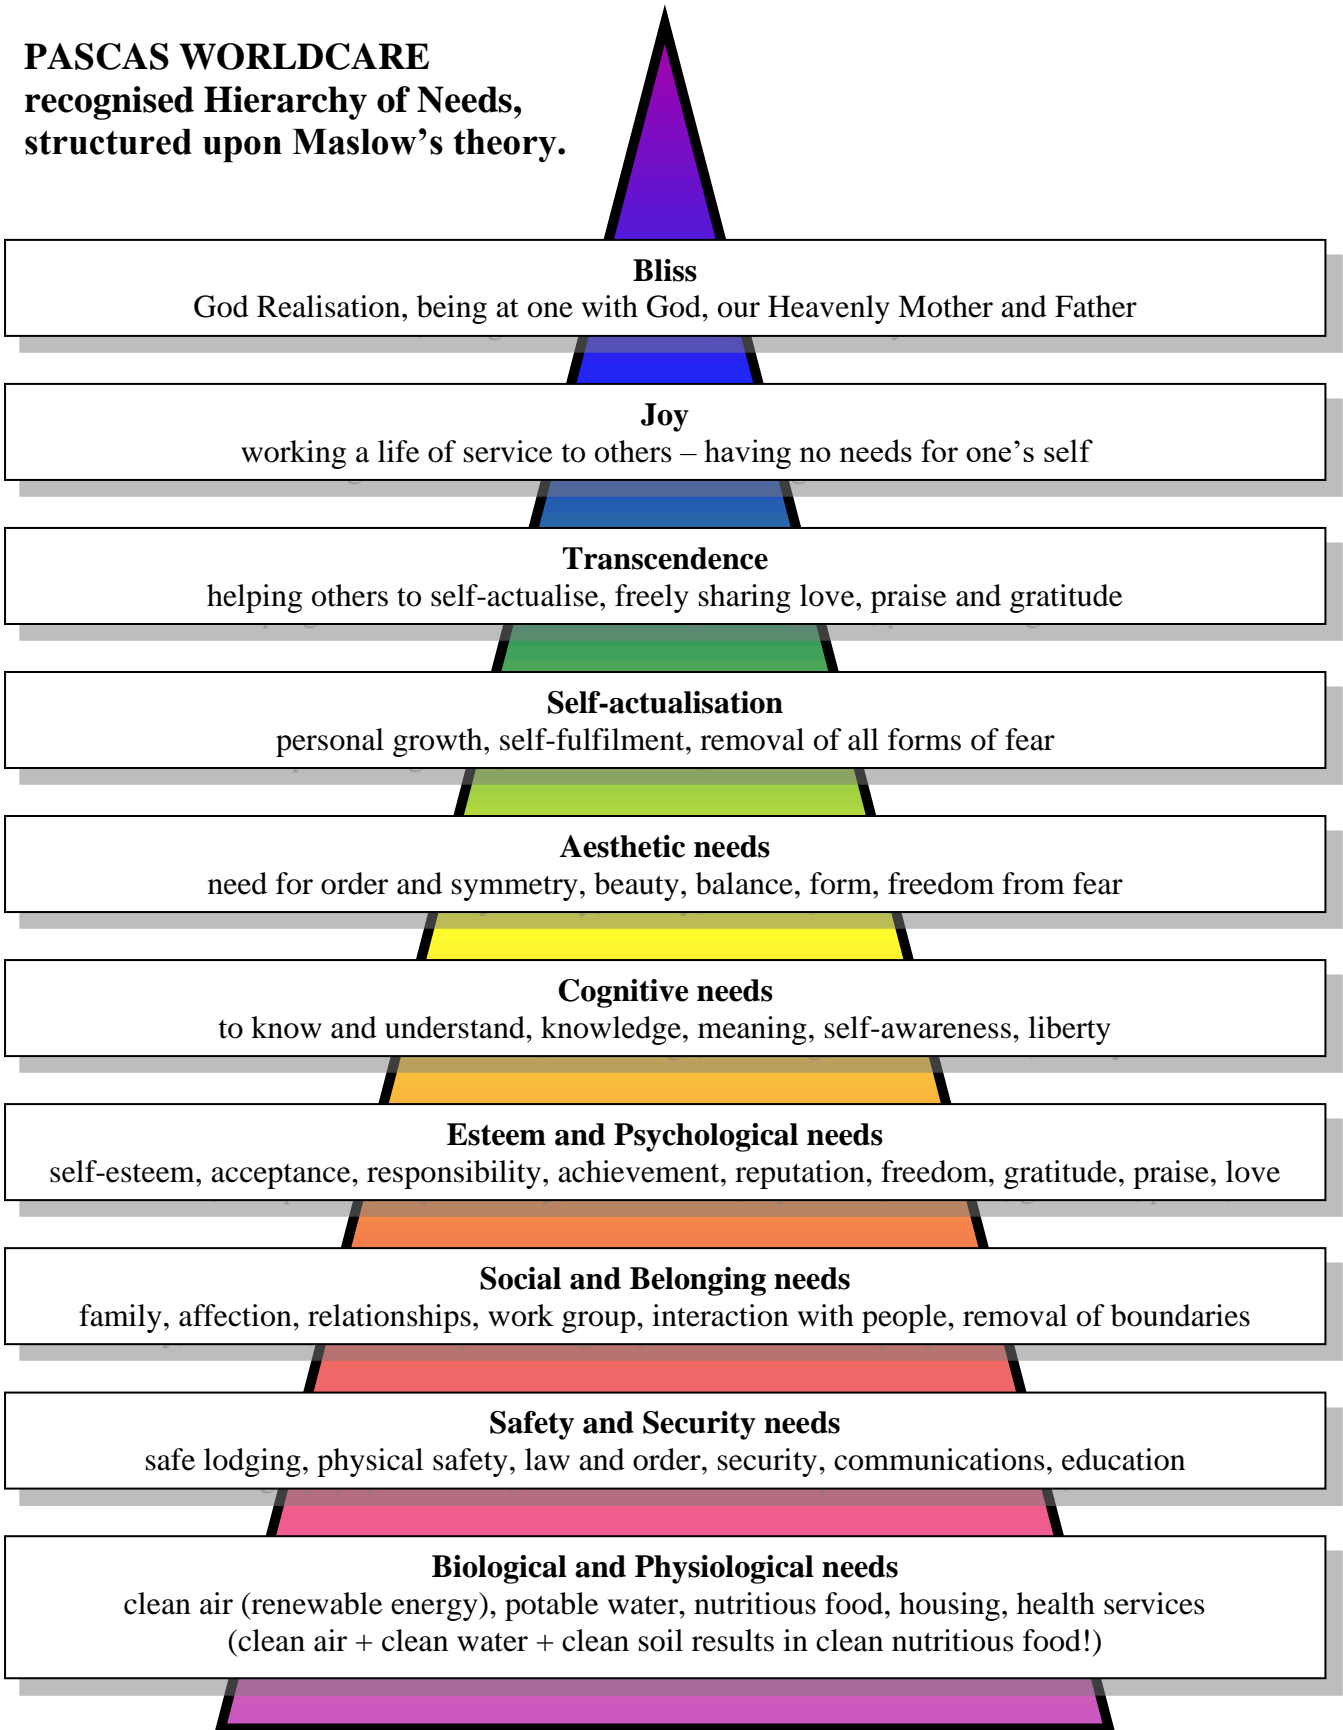 PASCAS WORLDCARE
recognised Hierarchy of Needs,
structured upon Maslow’s theory.
Bliss
God Realisation, being at one with God, our Heavenly Mother and Father
Joy
working a life of service to others – having no needs for one’s self
Transcendence
helping others to self-actualise, freely sharing love, praise and gratitude
Self-actualisation
personal growth, self-fulfilment, removal of all forms of fear
Aesthetic needs
need for order and symmetry, beauty, balance, form, freedom from fear
Cognitive needs
to know and understand, knowledge, meaning, self-awareness, liberty
Esteem and Psychological needs
self-esteem, acceptance, responsibility, achievement, reputation, freedom, gratitude, praise, love
Social and Belonging needs
family, affection, relationships, work group, interaction with people, removal of boundaries
Safety and Security needs
safe lodging, physical safety, law and order, security, communications, education
Biological and Physiological needs
clean air (renewable energy), potable water, nutritious food, housing, health services
(clean air + clean water + clean soil results in clean nutritious food!)